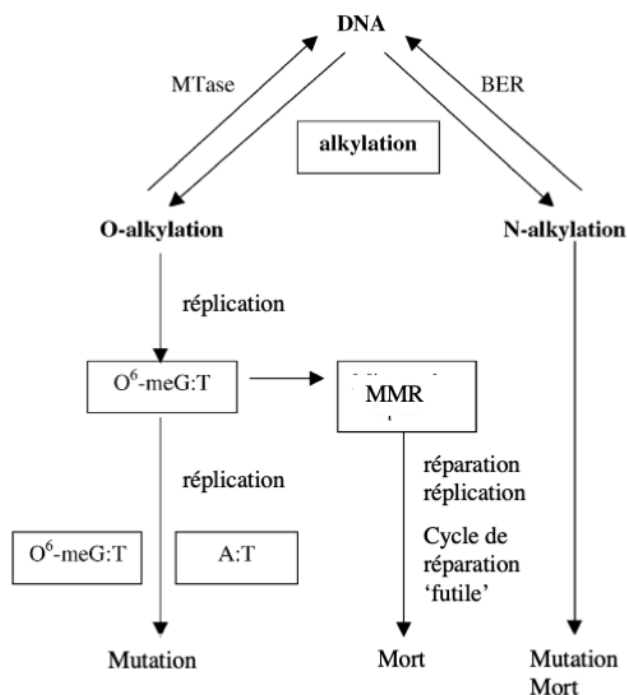 DNA
MTase
BER
alkylation
O-alkylation
N-alkylation
réplication
O⁶-meG:T
MMR
réparation
réplication
réplication
Cycle de
réparation
'futile'
O⁶-meG:T
A:T
Mutation
Mort
Mutation
Mort